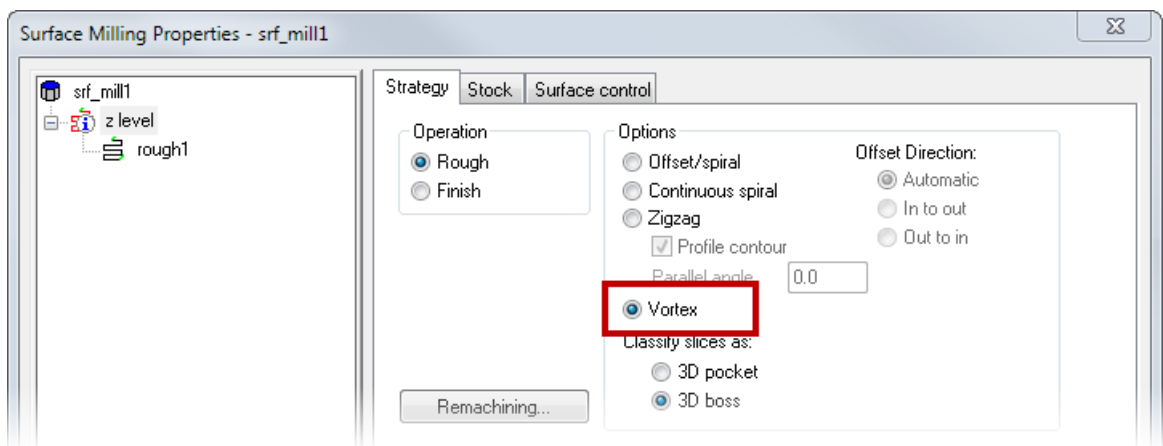 Surface Milling Properties - srf_mill1
srf_mill1
z level
rough1
Strategy
Stock
Surface control
Operation
Rough
Finish
Options
Offset/spiral
Continuous spiral
Zigzag
Profile contour
Parallel angle
0.0
Vortex
Classify slices as:
3D pocket
3D boss
Offset Direction:
Automatic
In to out
Out to in
Remachining...